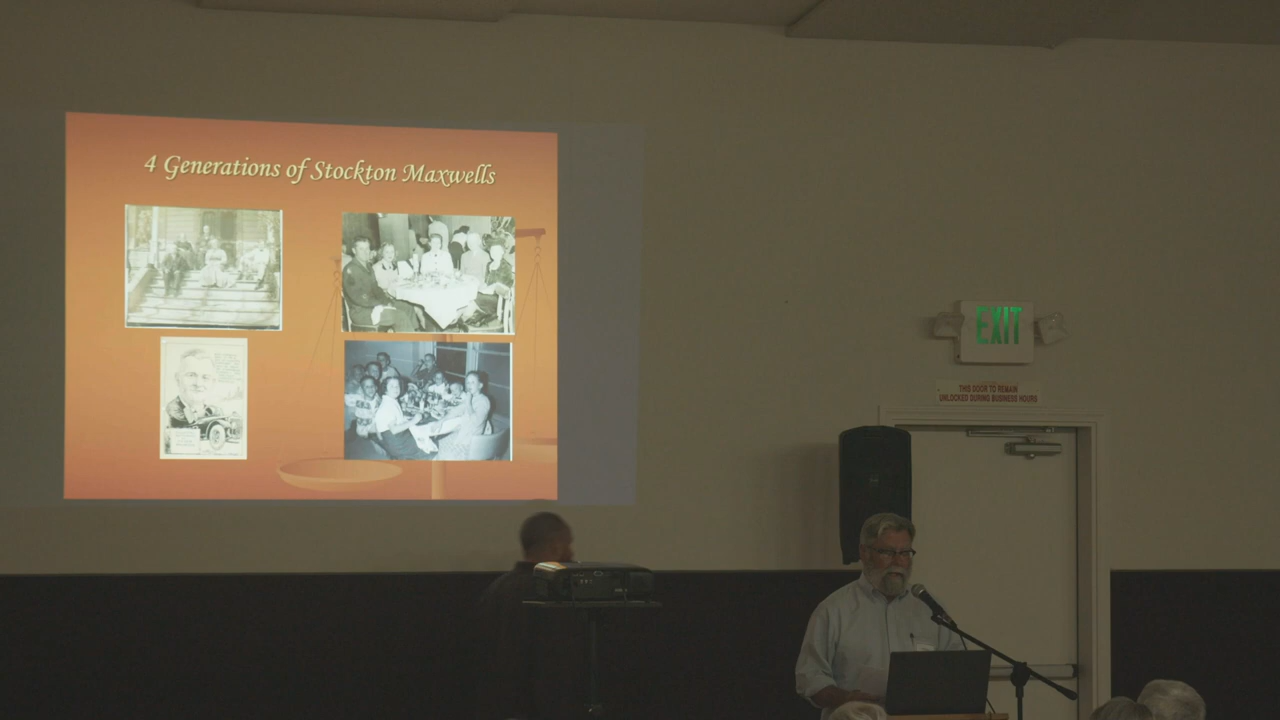 4 Generations of Stockton Maxwells
EXIT
THIS DOOR TO REMAIN
UNLOCKED DURING BUSINESS HOURS